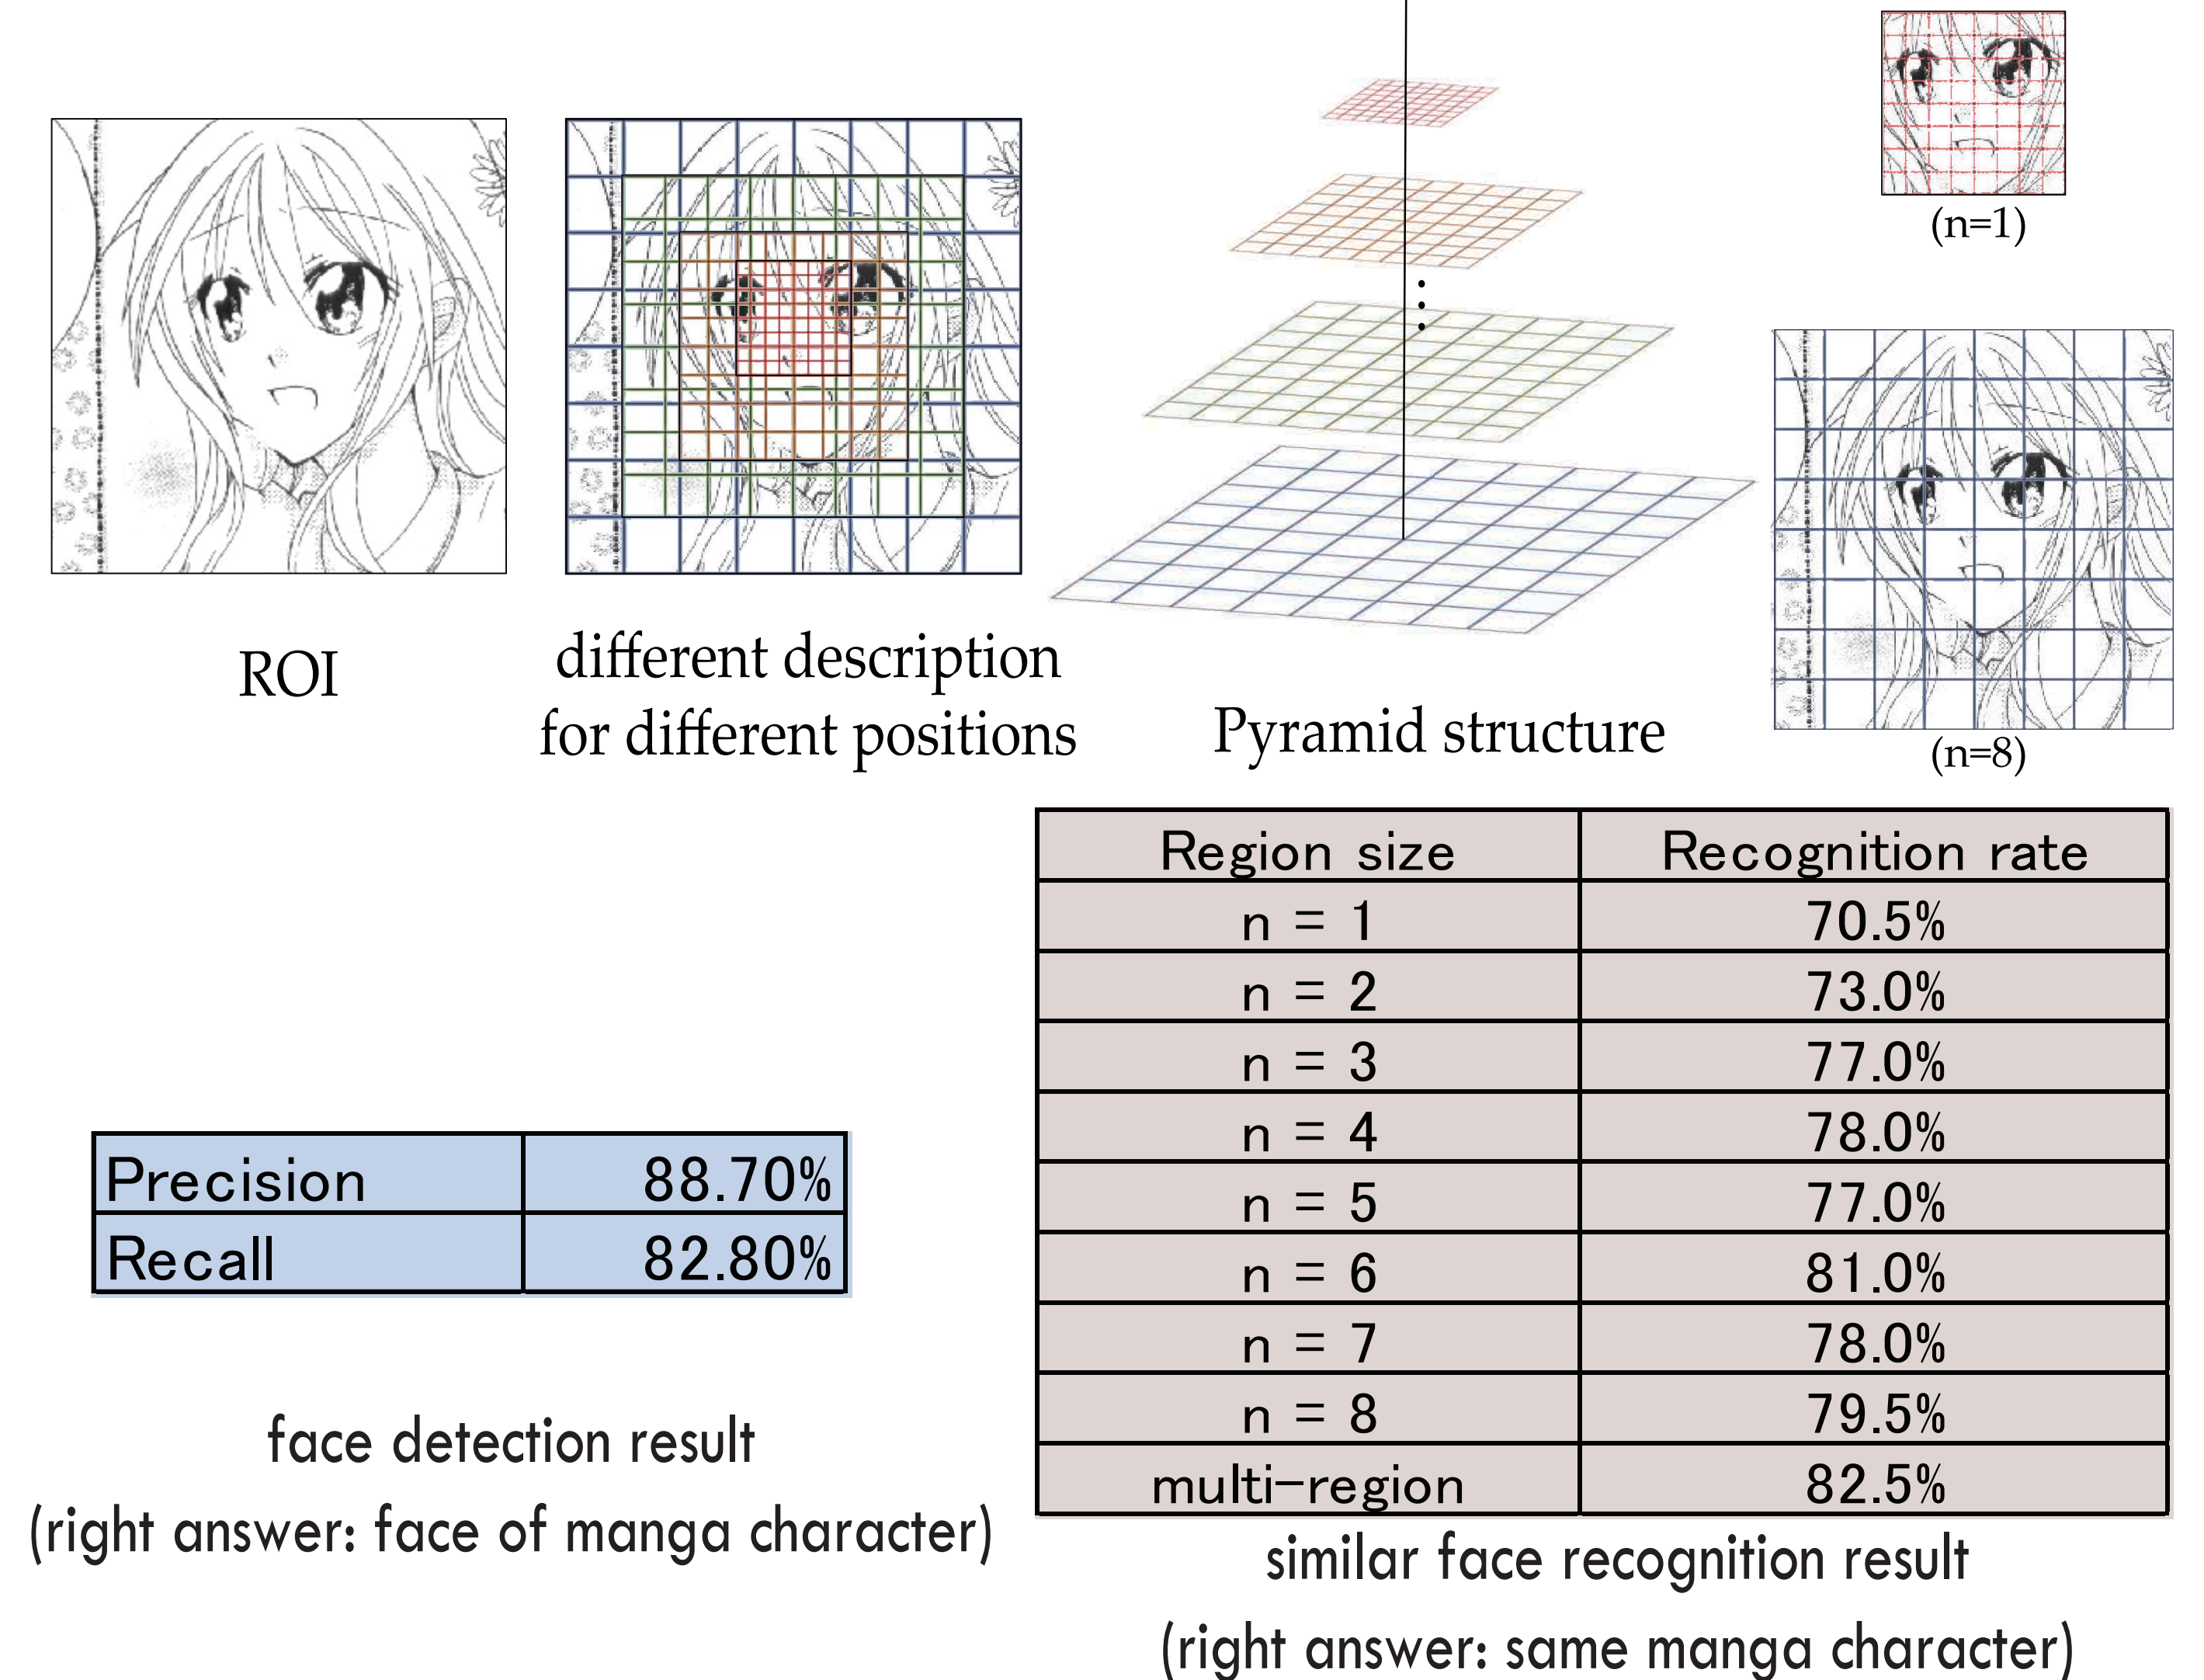 (n=1)
ROI
different description
for different positions
Pyramid structure
(n=8)
Precision 88.70%
Recall 82.80%
face detection result
(right answer: face of manga character)
Region size Recognition rate
n = 1 70.5%
n = 2 73.0%
n = 3 77.0%
n = 4 78.0%
n = 5 77.0%
n = 6 81.0%
n = 7 78.0%
n = 8 79.5%
multi-region 82.5%
similar face recognition result
(right answer: same manga character)